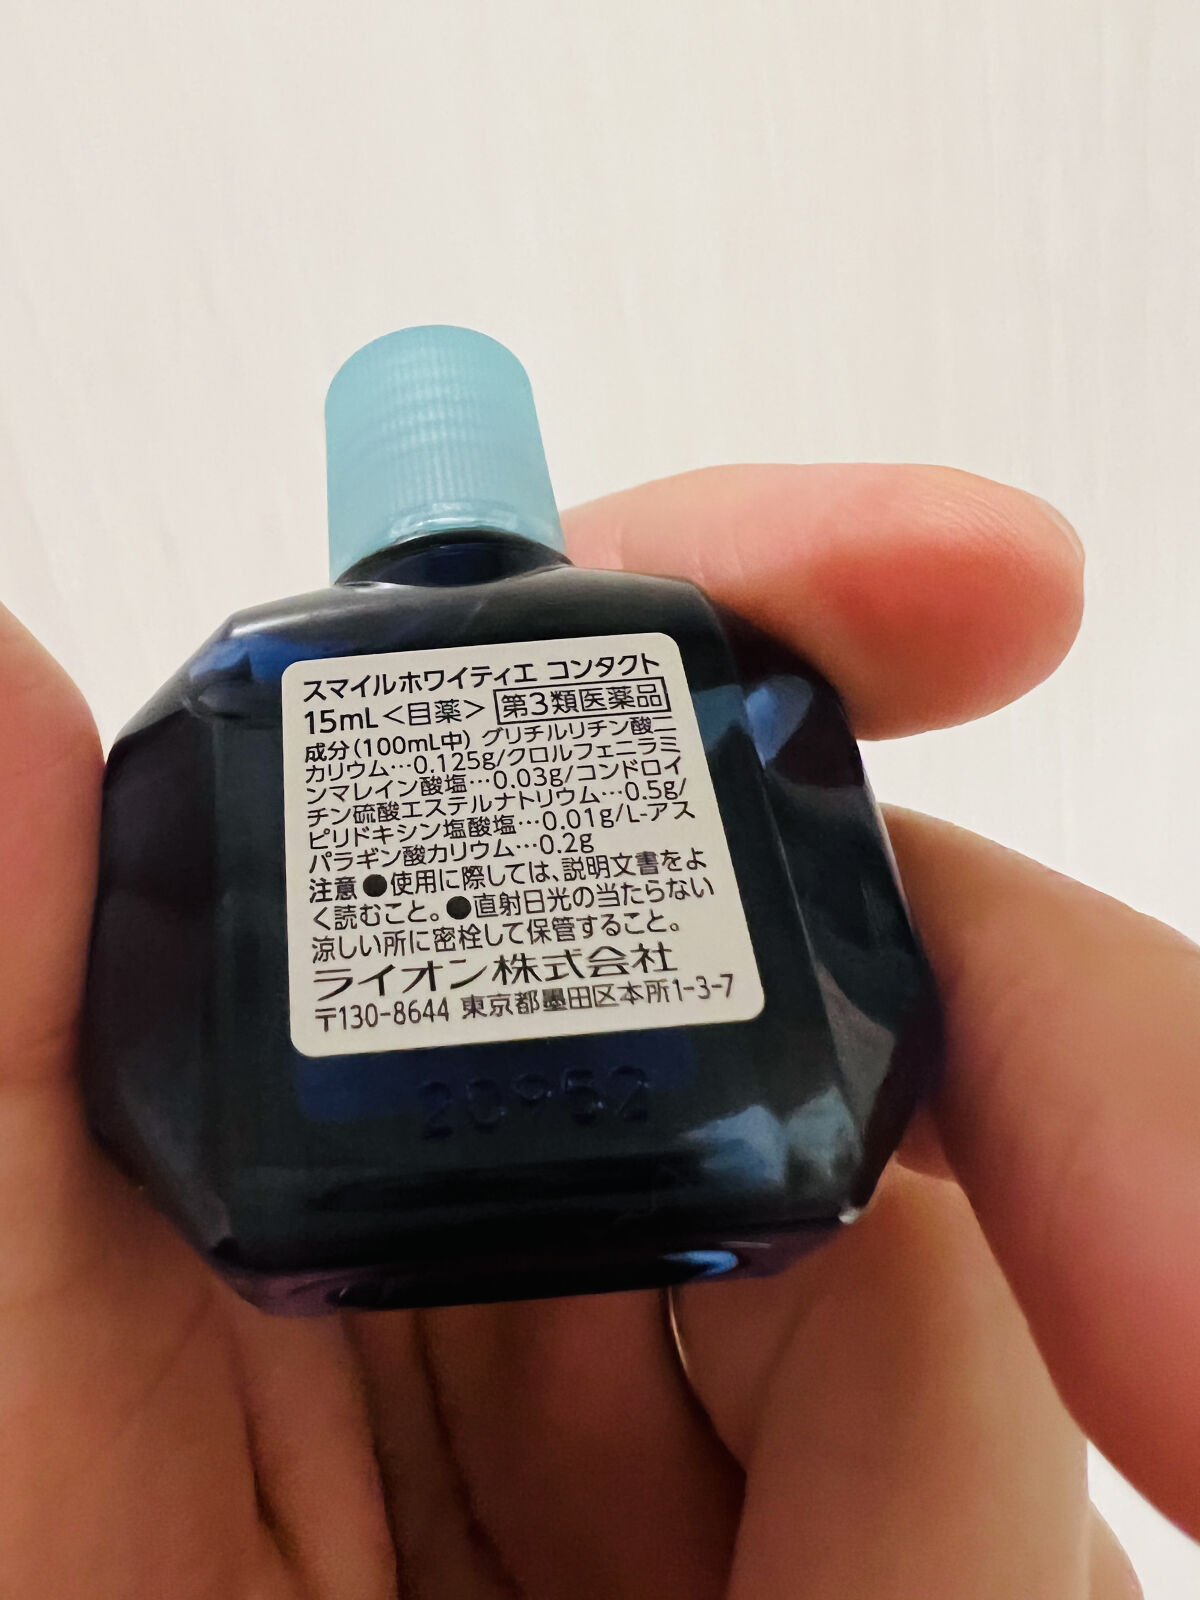 スマイルホワイティエ コンタクト
15mL<目薬> 第3類医薬品
成分(100mL中) グリチルリチン酸二
カリウム…0.125g/クロルフェニラミ
ンマレイン酸塩…0.03g/コンドロイ
チン硫酸エステルナトリウム…0.5g/
ピリドキシン塩酸塩…0.01g/L-アス
パラギン酸カリウム…0.2g
注意 ●使用に際しては、説明文書をよ
く読むこと。●直射日光の当たらない
涼しい所に密栓して保管すること。
ライオン株式会社
〒130-8644 東京都墨田区本所1-3-7